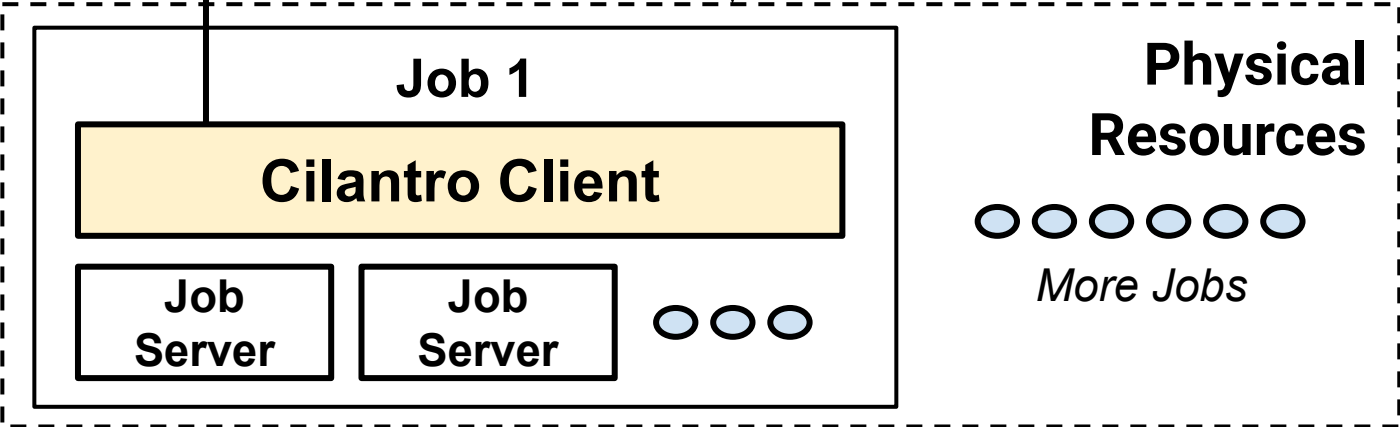 Job 1
Cilantro Client
Job
Server
Job
Server
Physical
Resources
More Jobs